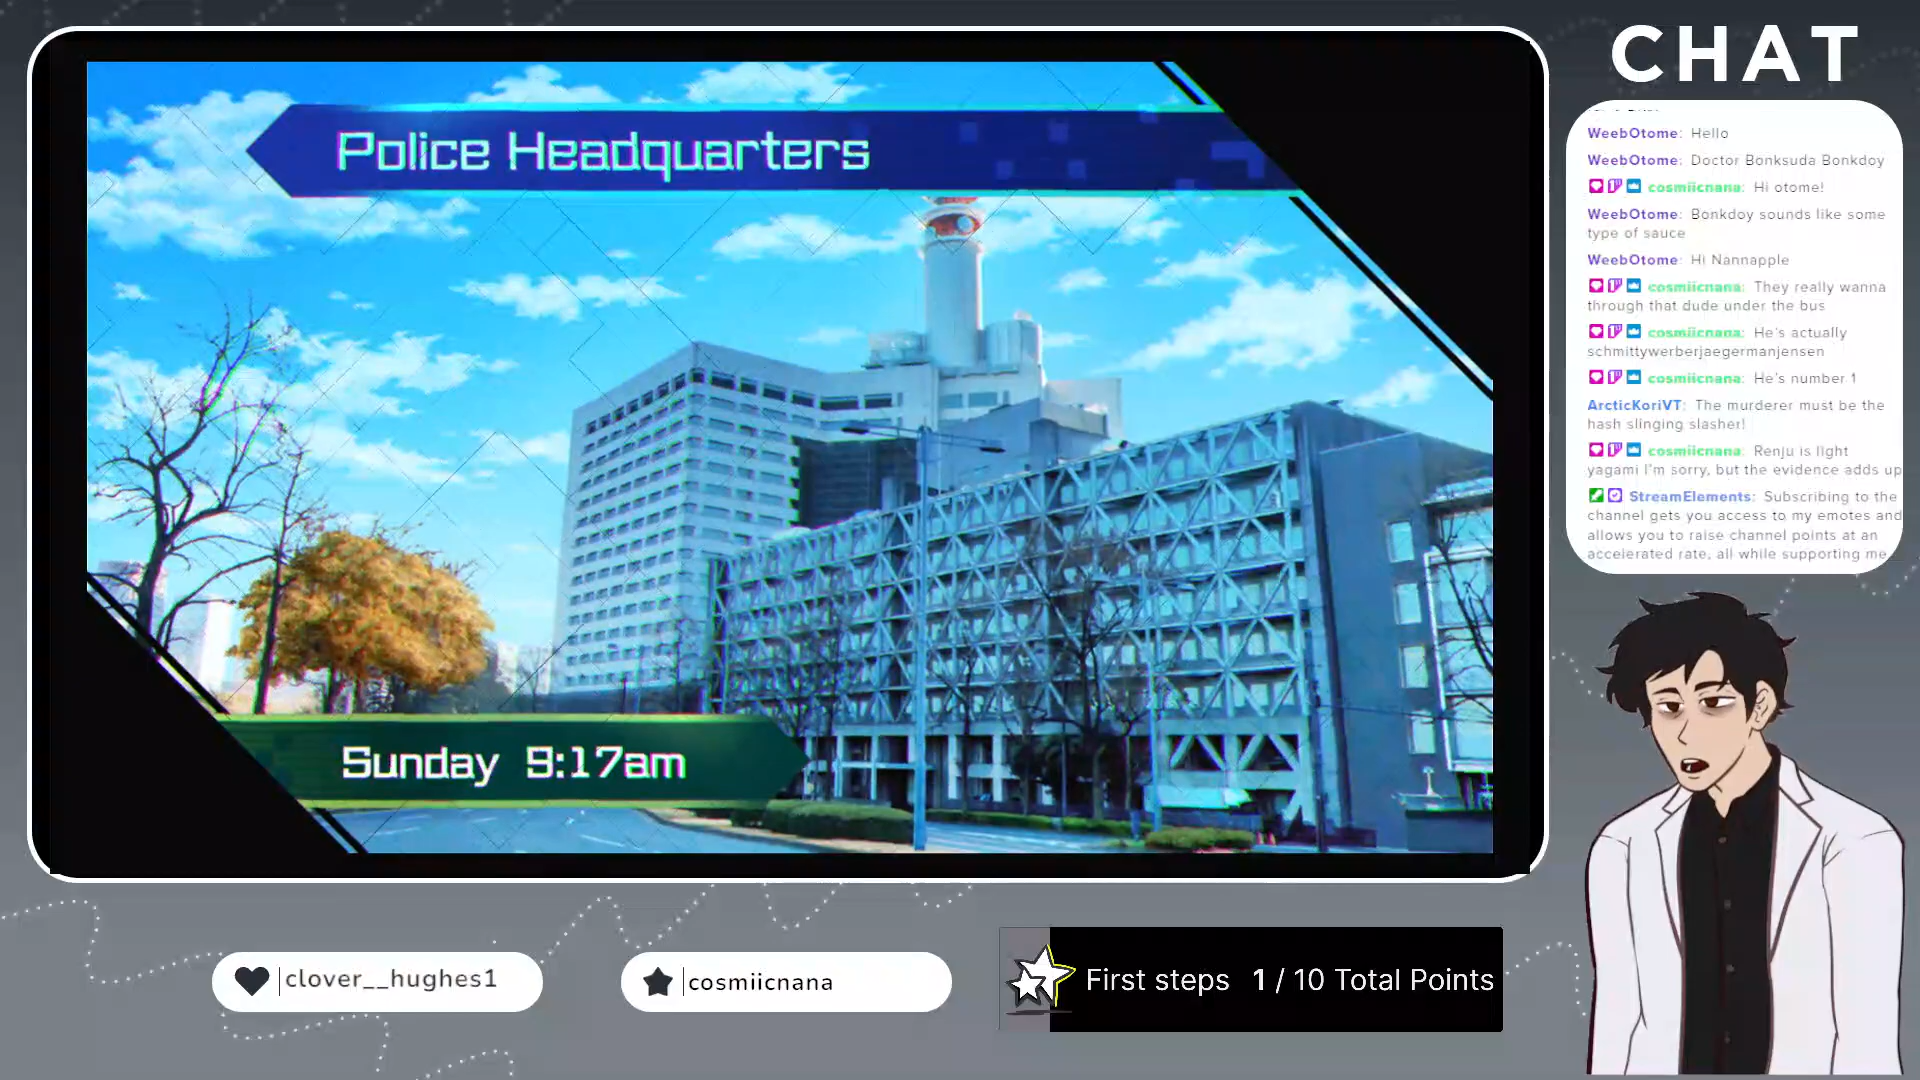 CHAT
Police Headquarters
Sunday 9:17am
WeebOtome: Hello
WeebOtome: Doctor Bonksuda Bonkdoy
cosmiicnana: Hi otome!
WeebOtome: Bonkdoy sounds like some
type of sauce
WeebOtome: Hi Nannapple
cosmiicnana: They really wanna
through that dude under the bus
cosmiicnana: He's actually
schmittywerberjaegermanjensen
cosmiicnana: He's number 1
ArcticKoriVT: The murderer must be the
hash slinging slasher!
cosmiicnana: Renju is light
yagami I'm sorry, but the evidence adds up
StreamElements: Subscribing to the
channel gets you access to my emotes and
allows you to raise channel points at an
accelerated rate, all while supporting me
clover__hughes1
cosmiicnana
First steps 1 / 10 Total Points